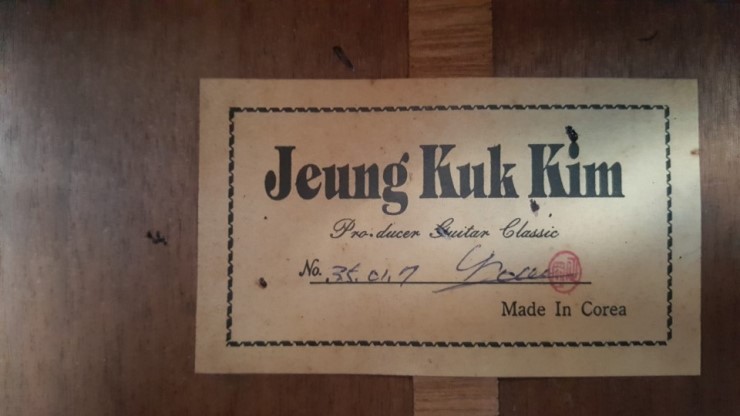 Jeung Kuk Kim
Pro.ducer Guitar Classic
No. 35.01.7
Made In Corea